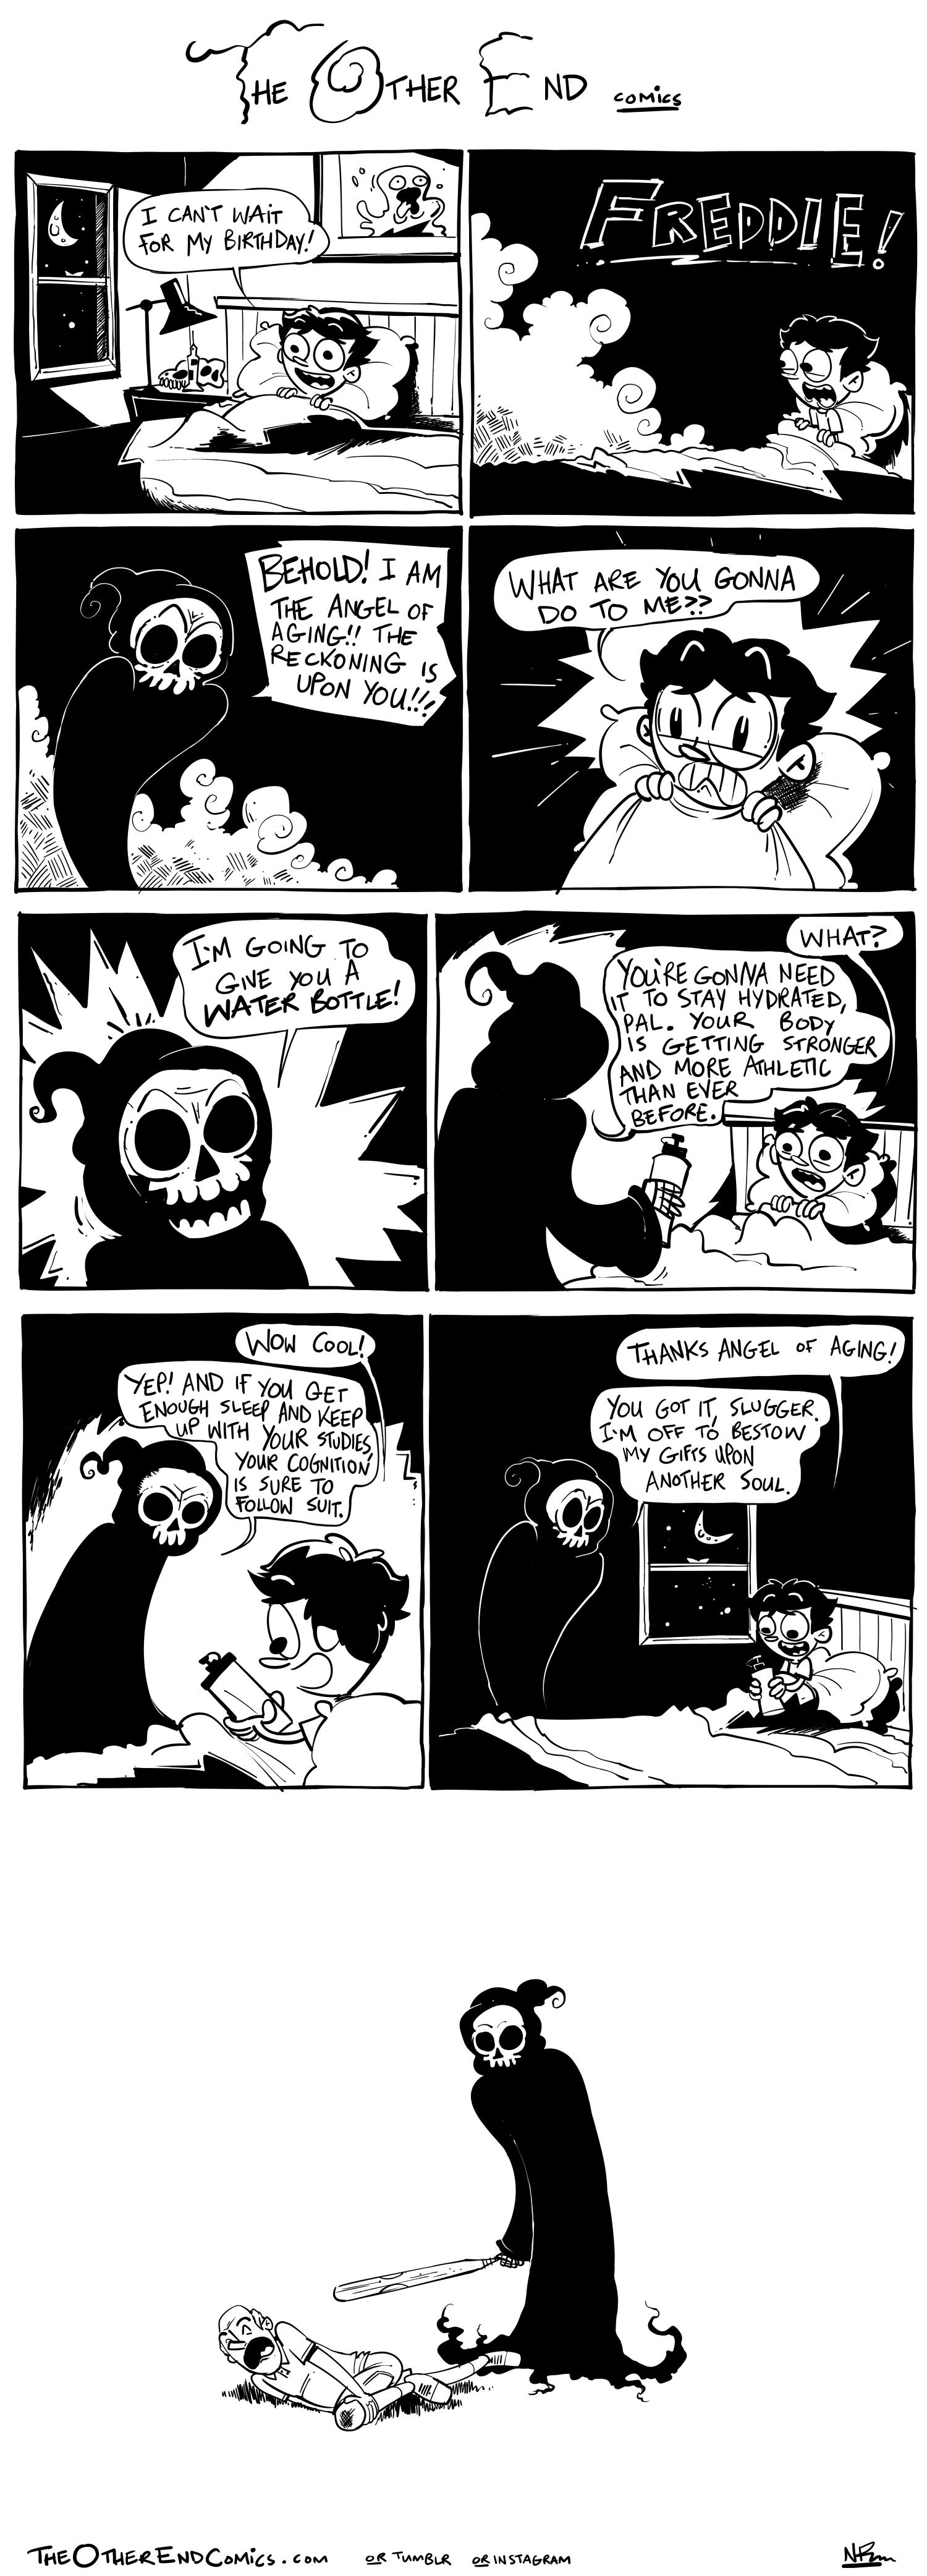 THE OTHER END COMICS
I CAN'T WAIT
FOR MY BIRTHDAY!
FREDDIE!
BEHOLD! I AM
THE ANGEL OF
AGING!! THE
RECKONING IS
UPON YOU!!!
WHAT ARE YOU GONNA
DO TO ME??
I'M GOING TO
GIVE YOU A
WATER BOTTLE!
WHAT?
YOU'RE GONNA NEED
IT TO STAY HYDRATED,
PAL. YOUR BODY
IS GETTING STRONGER
AND MORE ATHLETIC
THAN EVER
BEFORE.
WOW COOL!
YEP! AND IF YOU GET
ENOUGH SLEEP AND KEEP
UP WITH YOUR STUDIES,
YOUR COGNITION
IS SURE TO
FOLLOW SUIT.
THANKS ANGEL OF AGING!
YOU GOT IT, SLUGGER.
I'M OFF TO BESTOW
MY GIFTS UPON
ANOTHER SOUL.
THEOTHERENDCOMICS.COM OR TUMBLR OR INSTAGRAM